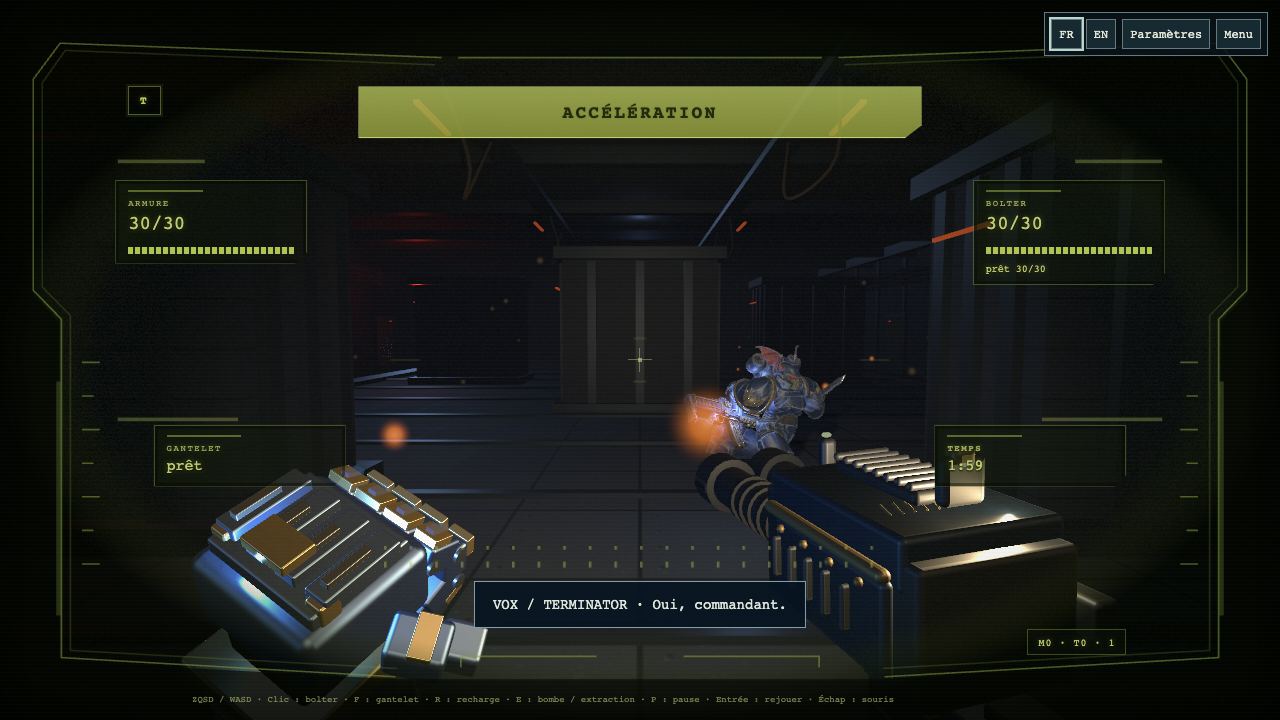 FR EN Paramètres Menu
T
ACCÉLÉRATION
ARMURE
30/30
BOLTER
30/30
prêt 30/30
GANTELET
prêt
TEMPS
1:59
VOX / TERMINATOR · Oui, commandant.
M0 · T0 · 1
ZQSD / WASD · Clic : bolter · F : gantelet · R : recharge · E : bombe / extraction · P : pause · Entrée : rejouer · Échap : souris